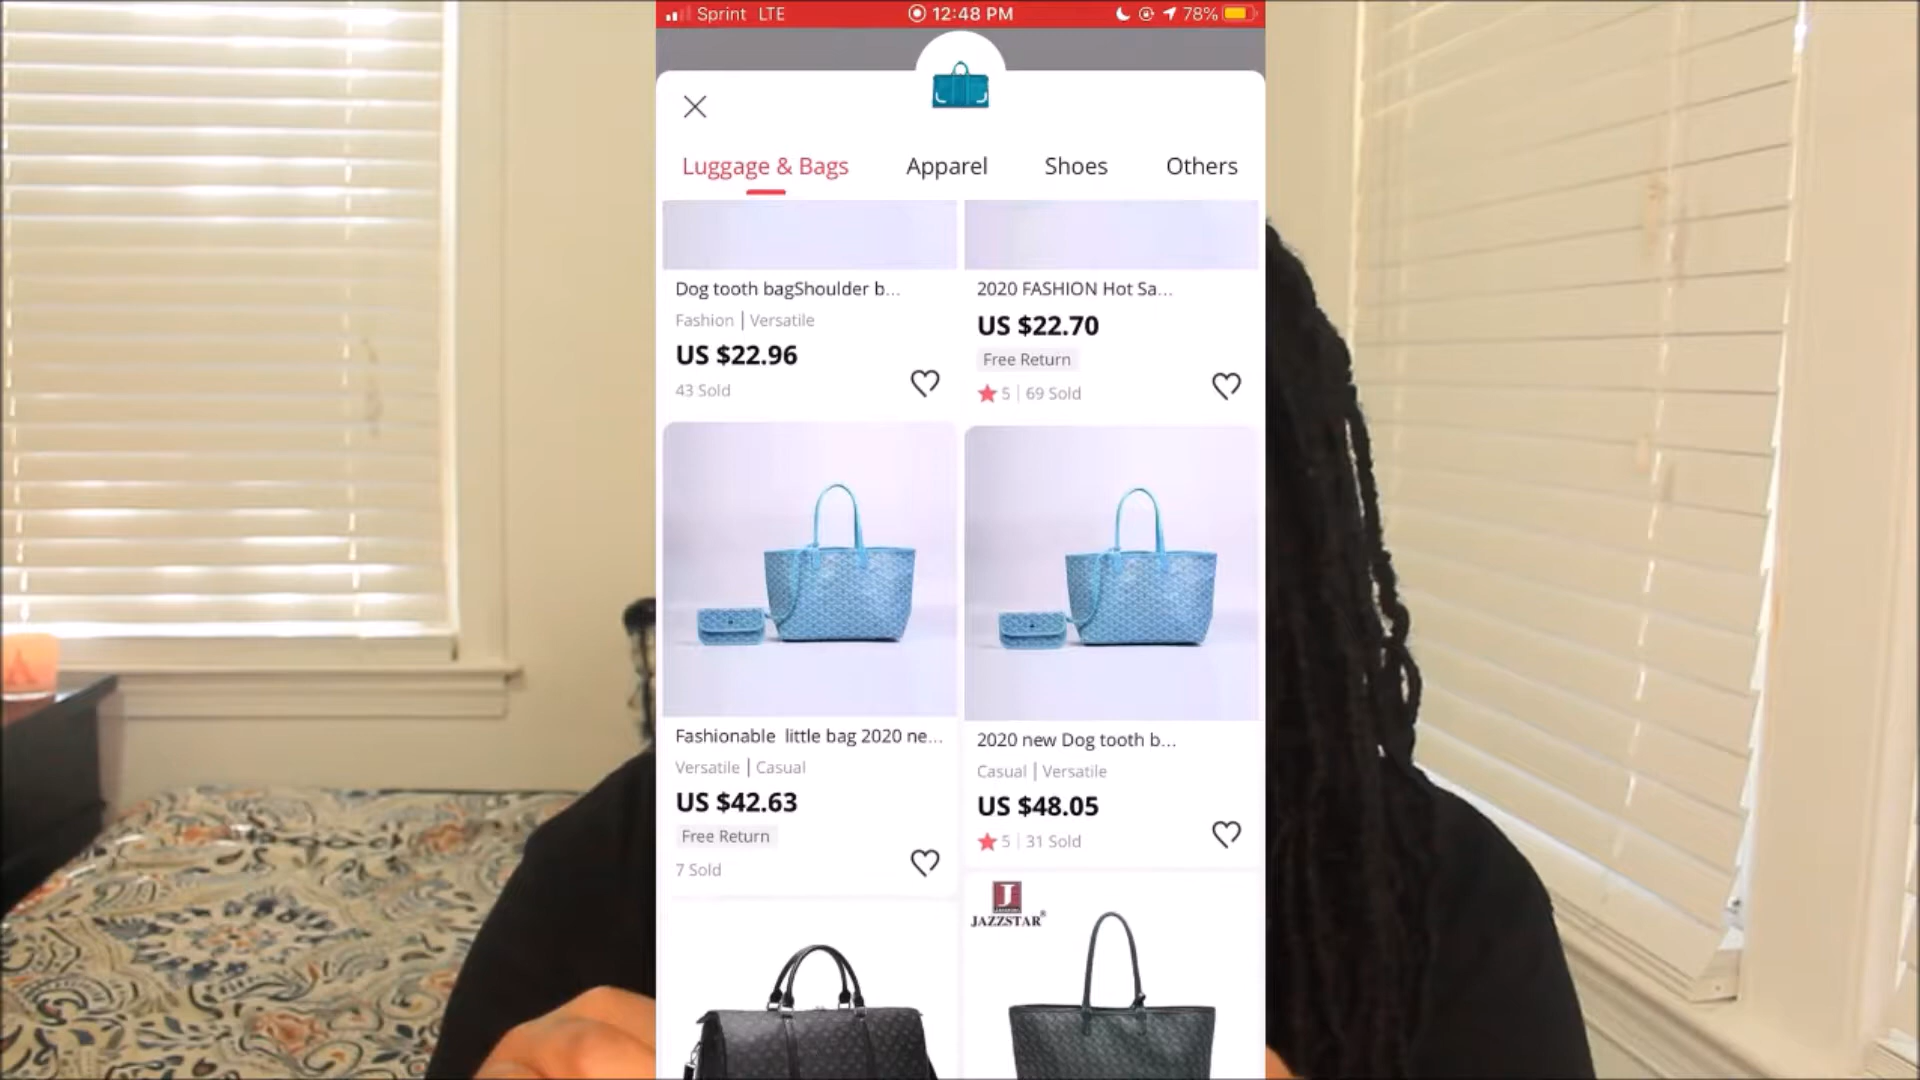 Sprint LTE 12:48 PM 78%
Luggage & Bags Apparel Shoes Others
Dog tooth bagShoulder b...
Fashion | Versatile
US $22.96
43 Sold
2020 FASHION Hot Sa...
US $22.70
Free Return
5 | 69 Sold
Fashionable little bag 2020 ne...
Versatile | Casual
US $42.63
Free Return
7 Sold
2020 new Dog tooth b...
Casual | Versatile
US $48.05
5 | 31 Sold
J
JAZZSTAR®